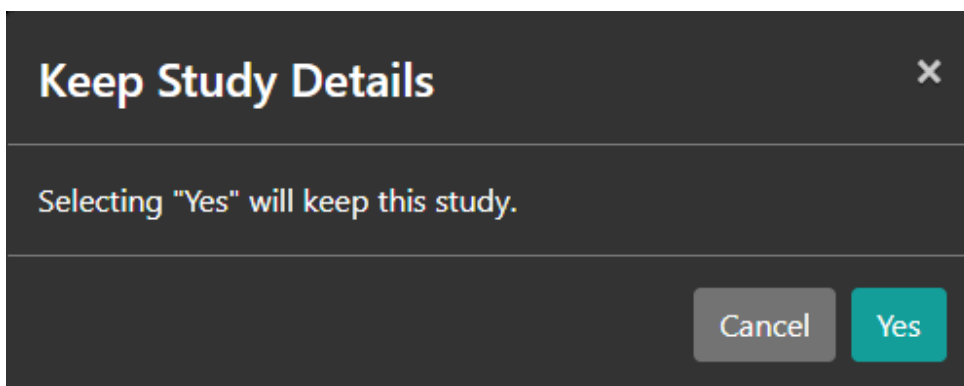 Keep Study Details
×
Selecting "Yes" will keep this study.
Cancel
Yes